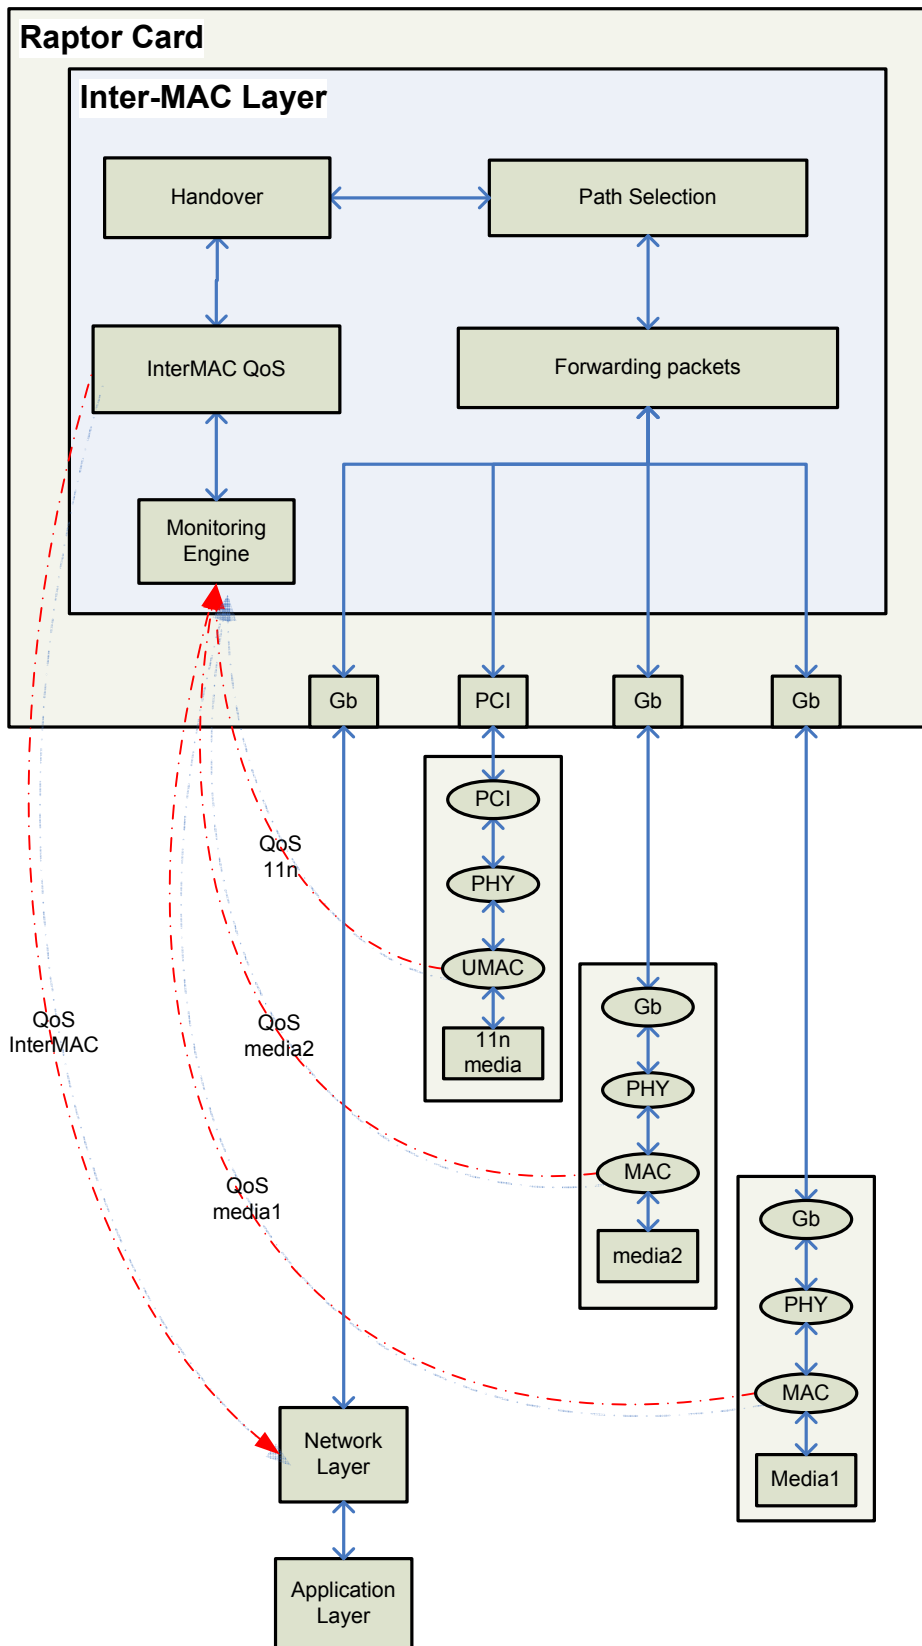 Raptor Card
Inter-MAC Layer
Handover
Path Selection
InterMAC QoS
Forwarding packets
Monitoring
Engine
Gb
PCI
Gb
Gb
PCI
QoS
11n
PHY
UMAC
11n
media
QoS
InterMAC
QoS
media2
Gb
PHY
MAC
media2
QoS
media1
Gb
PHY
MAC
Media1
Network
Layer
Application
Layer